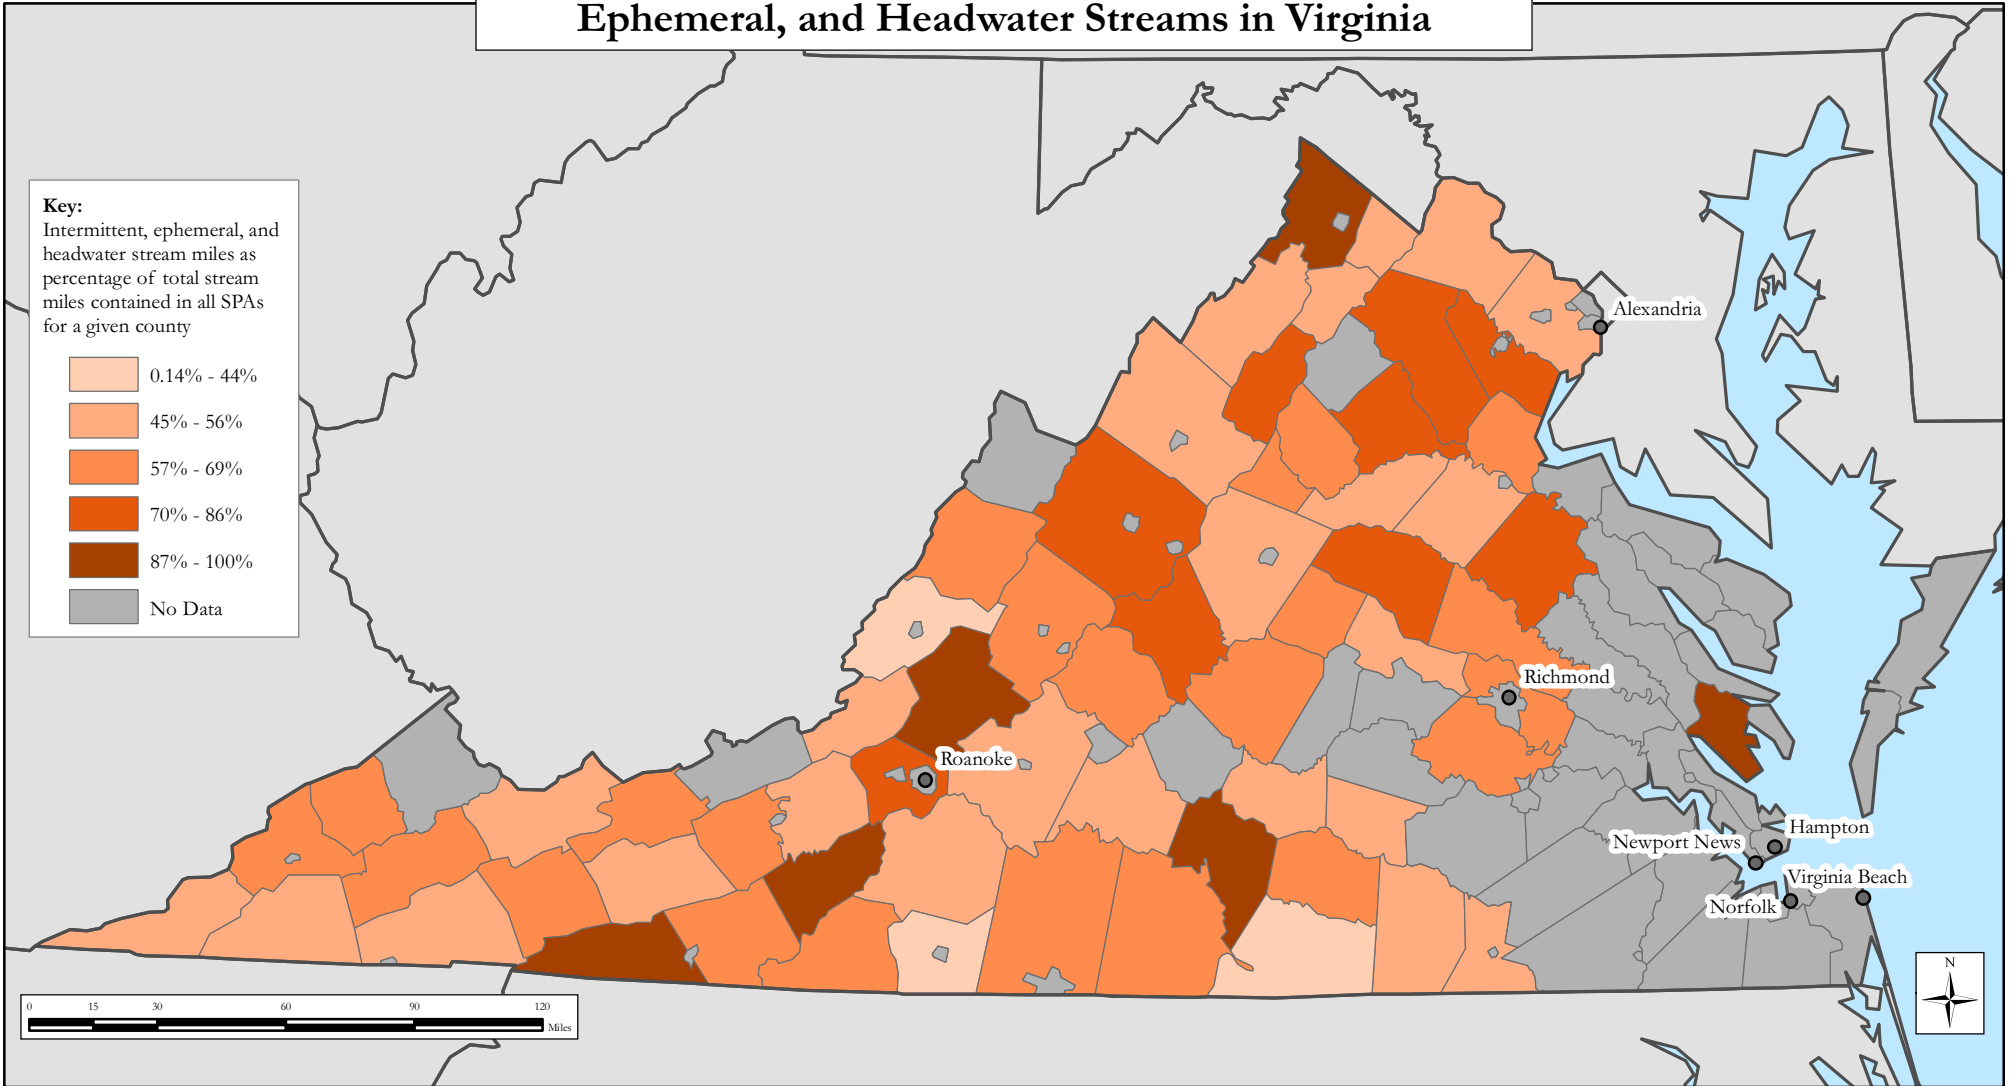 Ephemeral, and Headwater Streams in Virginia
Key:
Intermittent, ephemeral, and
headwater stream miles as
percentage of total stream
miles contained in all SPAs
for a given county
0.14% - 44%
45% - 56%
57% - 69%
70% - 86%
87% - 100%
No Data
Alexandria
Richmond
Roanoke
Hampton
Newport News
Virginia Beach
Norfolk
N
0 15 30 60 90 120
Miles